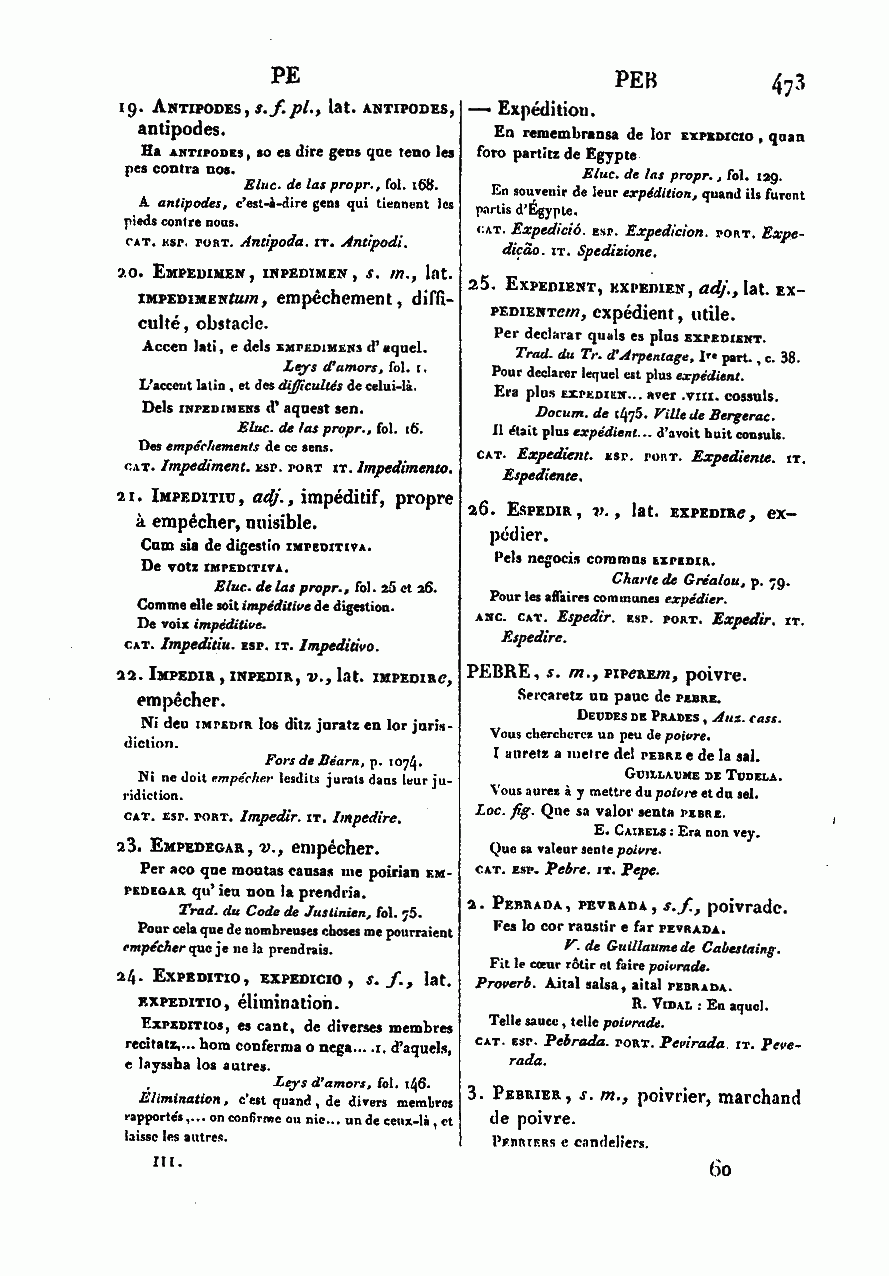 PE
PEB
473
19. ANTIPODES, s. f. pl., lat. ANTIPODES,
antipodes.
Ha ANTIPODES, so es dire gens que teno les
pes contra nos.
Eluc. de las propr., fol. 168.
A antipodes, c'est-à-dire gens qui tiennent les
pieds contre nous.
CAT. ESP. PORT. Antipoda. IT. Antipodi.
20. EMPEDIMEN, INPEDIMEN, s. m., lat.
IMPEDIMENtum, empêchement, diffi-
culté, obstacle.
Accen lati, e dels EMPEDIMENS d'aquel.
Leys d'amors, fol. 1.
L'accent latin, et des difficultés de celui-là.
Dels INPEDIMENS d'aquest sen.
Eluc. de las propr., fol. 16.
Des empêchements de ce sens.
CAT. Impediment. ESP. PORT IT. Impedimento.
21. IMPEDITIU, adj., impéditif, propre
à empêcher, nuisible.
Cum sia de digestio IMPEDITIVA.
De votz IMPEDITIVA.
Eluc. de las propr., fol. 25 et 26.
Comme elle soit impéditive de digestion.
De voix impéditive.
CAT. Impeditiu. ESP. IT. Impeditivo.
22. IMPEDIR, INPEDIR, v., lat. IMPEDIRe,
empêcher.
Ni deu IMPEDIR los ditz juratz en lor juris-
diction.
Fors de Béarn, p. 1074.
Ni ne doit empêcher lesdits jurats dans leur ju-
ridiction.
CAT. ESP. PORT. Impedir. IT. Impedire.
23. EMPEDEGAR, v., empêcher.
Per aco que montas causas me poirian EM-
PEDEGAR qu'ieu non la prendria.
Trad. du Code de Justinien, fol. 75.
Pour cela que de nombreuses choses me pourraient
empêcher que je ne la prendrais.
24. EXPEDITIO, EXPEDICIO, s. f., lat.
EXPEDITIO, élimination.
EXPEDITIOS, es cant, de diverses membres
recitatz,... hom conferma o nega... .I. d'aquels,
e layssha los autres.
Leys d'amors, fol. 146.
Élimination, c'est quand, de divers membres
rapportés,... on confirme ou nie... un de ceux-là, et
laisse les autres.
III.
— Expédition.
En remembransa de lor EXPEDICIO, quan
foro partitz de Egypte
Eluc. de las propr., fol. 129.
En souvenir de leur expédition, quand ils furent
partis d'Égypte.
CAT. Expedició. ESP. Expedicion. PORT. Expe-
dição. IT. Spedizione.
25. EXPEDIENT, EXPEDIEN, adj., lat. EX-
PEDIENTem, expédient, utile.
Per declarar quals es plus EXPEDIENT.
Trad. du Tr. d'Arpentage, Ire part., c. 38.
Pour declarer lequel est plus expédient.
Era plus EXPEDIEN... aver .VIII. cossuls.
Docum. de 1475. Ville de Bergerac.
Il était plus expédient... d'avoit huit consuls.
CAT. Expedient. ESP. PORT. Expediente. IT.
Espediente.
26. ESPEDIR, v., lat. EXPEDIRe, ex-
pédier.
Pels negocis commus EXPEDIR.
Charte de Gréalou, p. 79.
Pour les affaires communes expédier.
ANC. CAT. Espedir. ESP. PORT. Expedir. IT.
Espedire.
PEBRE, s. m., PIPEREm, poivre.
Sercaretz un pauc de PEBRE.
DEUDES DE PRADES, Auz. cass.
Vous chercherez un peu de poivre.
I auretz a metre del PEBRE e de la sal.
GUILLAUME DE TUDELA.
Vous aurez à y mettre du poivre et du sel.
Loc. fig. Que sa valor senta PEBRE.
E. CAIRELS: Era non vey.
Que sa valeur sente poivre.
CAT. ESP. Pebre. IT. Pepe.
2. PEBRADA, PEVRADA, s. f., poivrade.
Fes lo cor raustir e far PEVRADA.
V. de Guillaume de Cabestaing.
Fit le cœur rôtir et faire poivrade.
Proverb. Aital salsa, aital PEBRADA.
R. VIDAL: En aquel.
Telle sauce, telle poivrade.
CAT. ESP. Pebrada. PORT. Pevirada. IT. Peve-
rada.
3. PEBRIER, s. m., poivrier, marchand
de poivre.
PEBRIERS e candeliers.
60